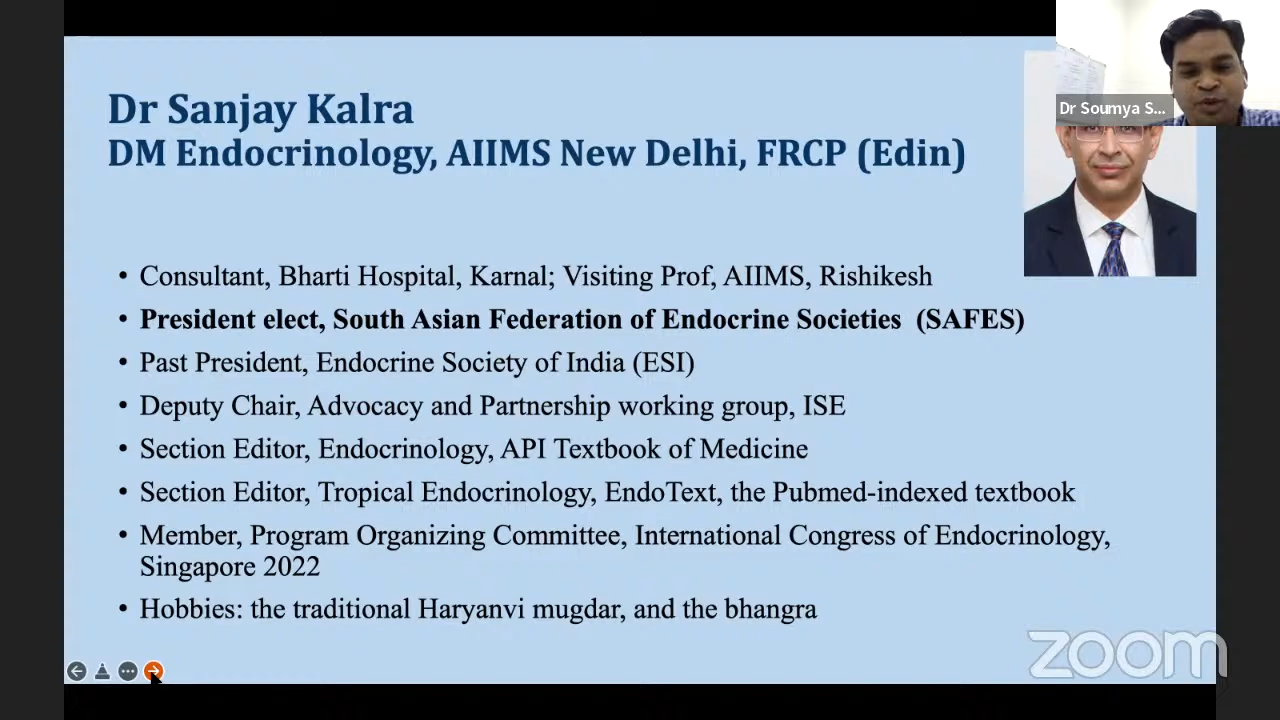 Dr Sanjay Kalra
DM Endocrinology, AIIMS New Delhi, FRCP (Edin)
Dr Soumya S...
• Consultant, Bharti Hospital, Karnal; Visiting Prof, AIIMS, Rishikesh
• President elect, South Asian Federation of Endocrine Societies (SAFES)
• Past President, Endocrine Society of India (ESI)
• Deputy Chair, Advocacy and Partnership working group, ISE
• Section Editor, Endocrinology, API Textbook of Medicine
• Section Editor, Tropical Endocrinology, EndoText, the Pubmed-indexed textbook
• Member, Program Organizing Committee, International Congress of Endocrinology,
Singapore 2022
• Hobbies: the traditional Haryanvi mugdar, and the bhangra
zoom